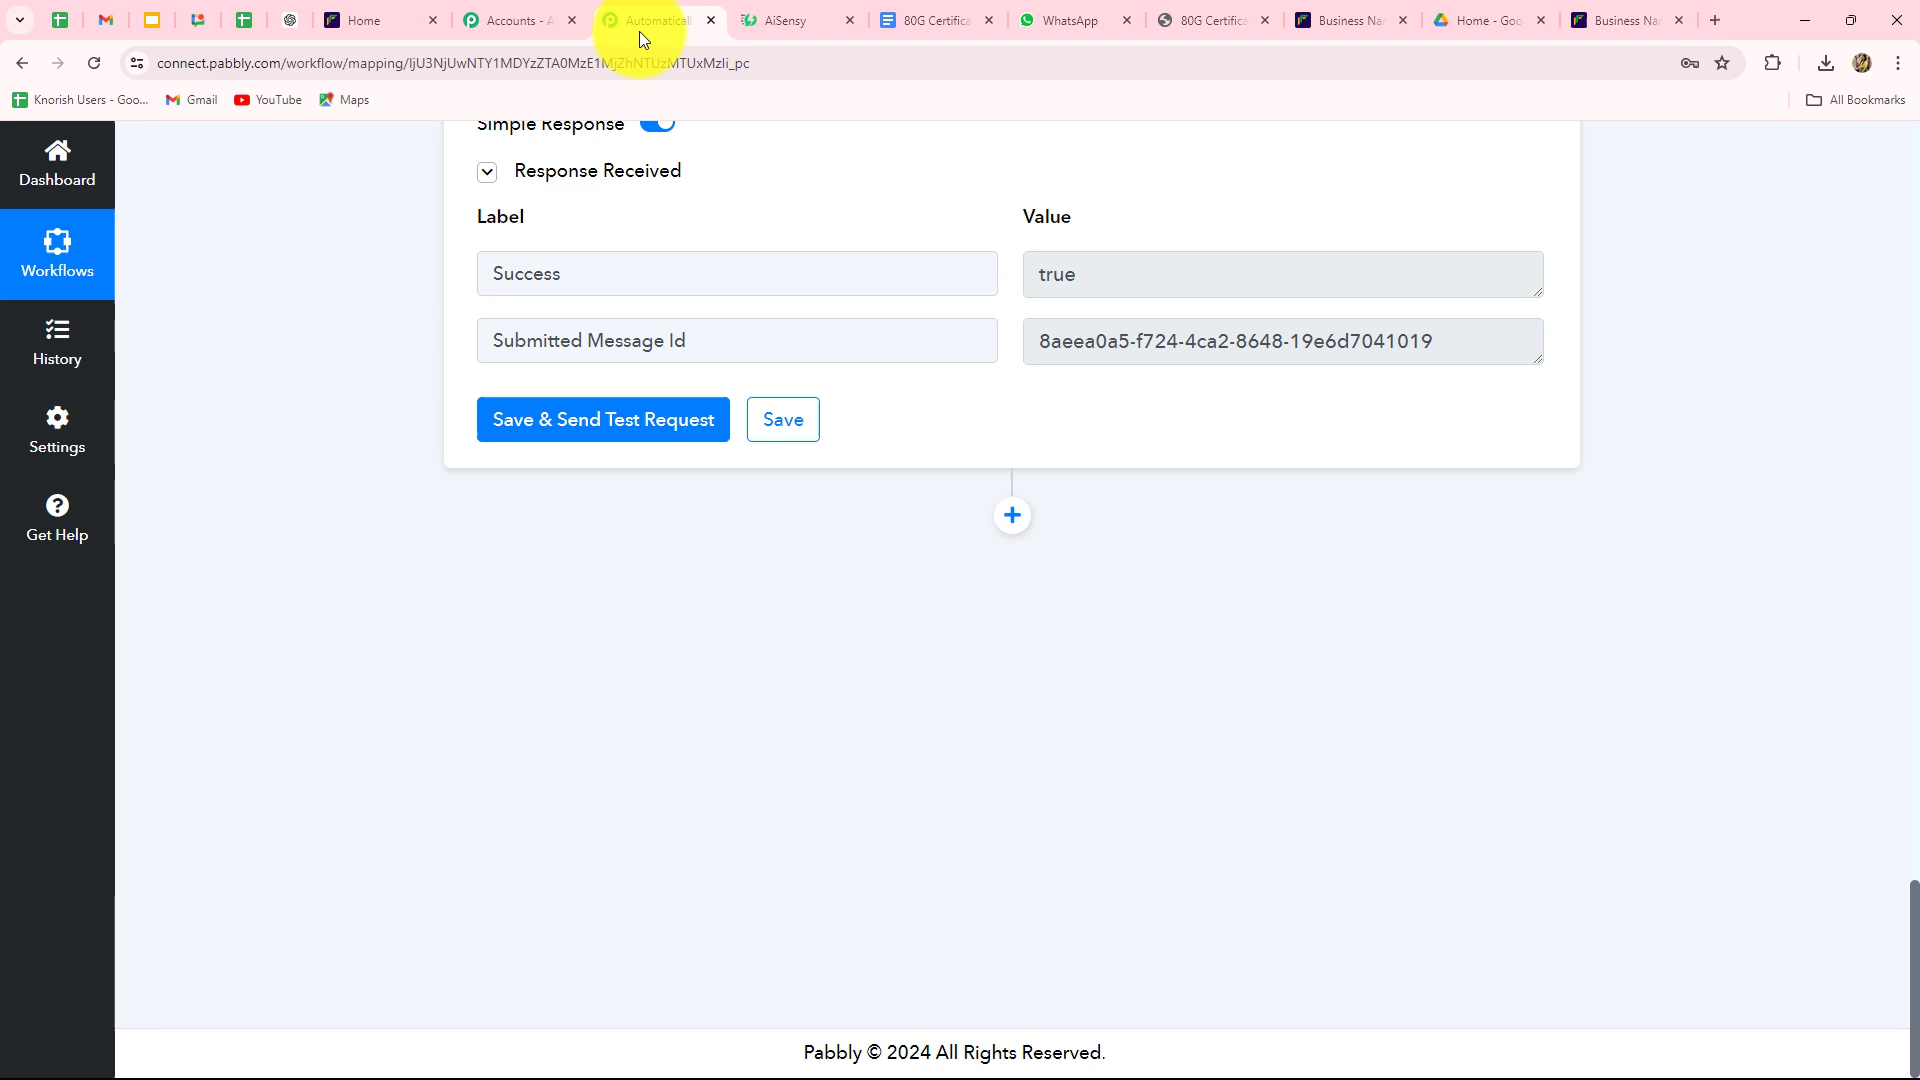 Home
Accounts - A
Automaticall
AiSensy
80G Certifica
WhatsApp
80G Certifica
Business Nar
Home - Goo
Business Nar
connect.pabbly.com/workflow/mapping/IjU3NjUwNTY1MDYzZTA0MzE1MjZhNTUzMTUxMzIi_pc
Knorish Users - Goo...
Gmail
YouTube
Maps
All Bookmarks
Dashboard
Workflows
History
Settings
Get Help
Simple Response
Response Received
Label Value
Success true
Submitted Message Id 8aeea0a5-f724-4ca2-8648-19e6d7041019
Save & Send Test Request Save
Pabbly © 2024 All Rights Reserved.